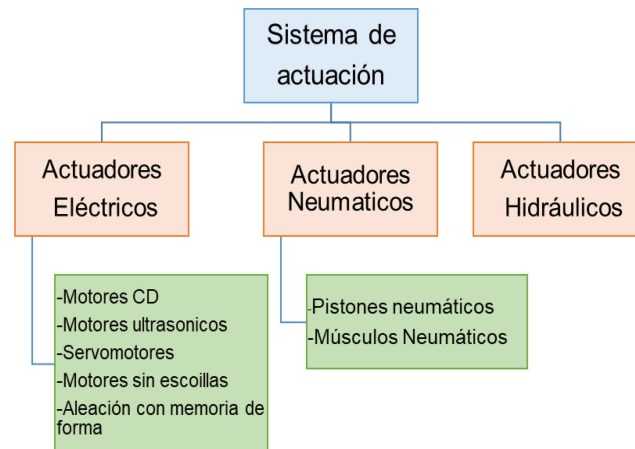 Sistema de
actuación
Actuadores
Eléctricos
Actuadores
Neumaticos
Actuadores
Hidráulicos
-Motores CD
-Motores ultrasonicos
-Servomotores
-Motores sin escoillas
-Aleación con memoria de
forma
-Pistones neumáticos
-Músculos Neumáticos